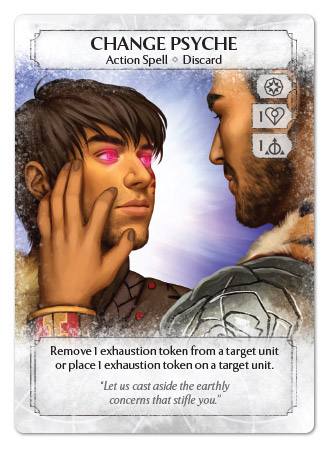 CHANGE PSYCHE
Action Spell ⋄ Discard
1
1
Remove 1 exhaustion token from a target unit
or place 1 exhaustion token on a target unit.
“Let us cast aside the earthly
concerns that stifle you.”